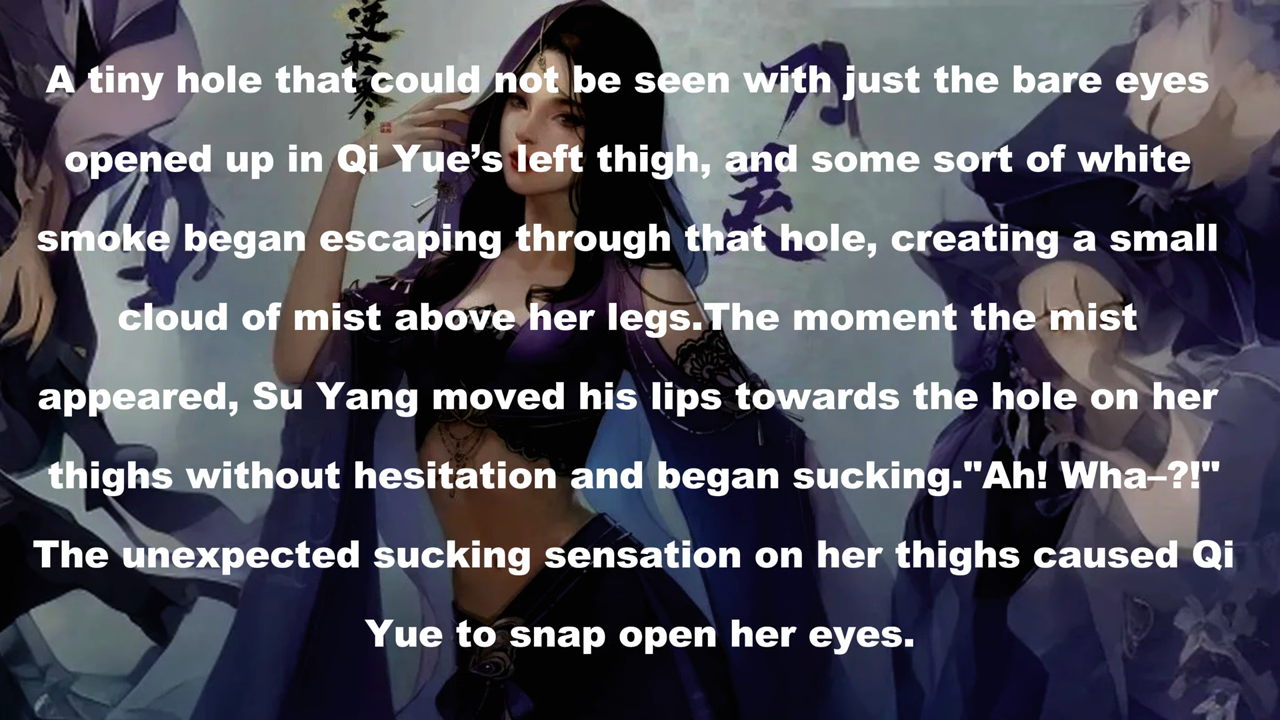 逆
水
寒
A tiny hole that could not be seen with just the bare eyes
opened up in Qi Yue’s left thigh, and some sort of white
smoke began escaping through that hole, creating a small
cloud of mist above her legs.The moment the mist
appeared, Su Yang moved his lips towards the hole on her
thighs without hesitation and began sucking."Ah! Wha–?!"
The unexpected sucking sensation on her thighs caused Qi
Yue to snap open her eyes.